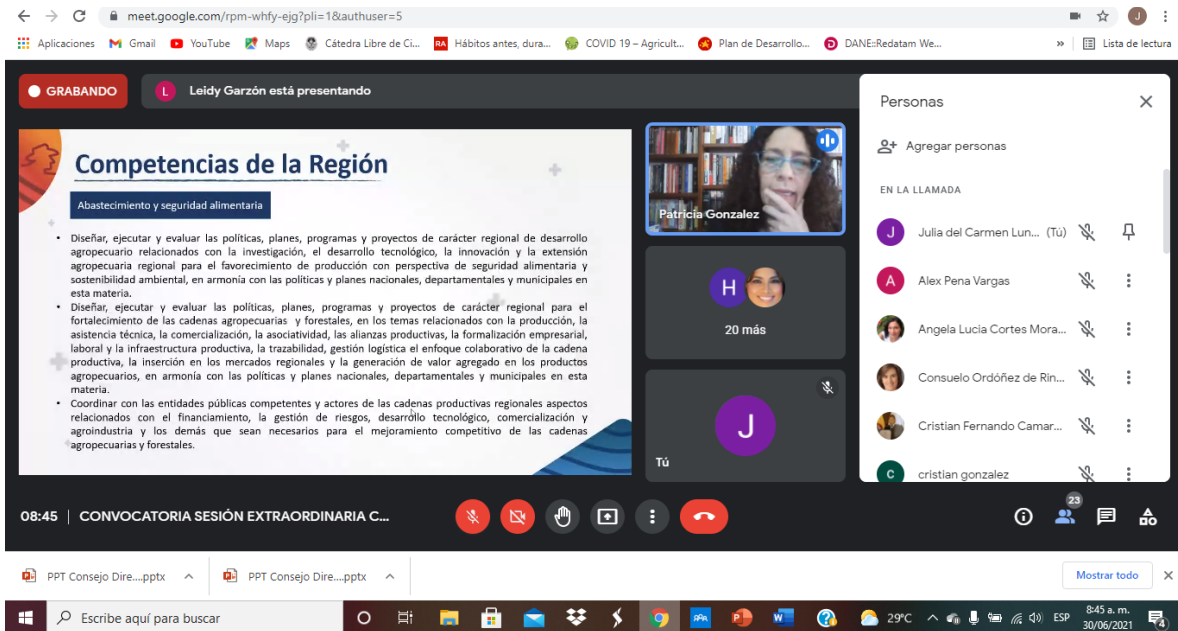 meet.google.com/rpm-whfy-ejg?pli=1&authuser=5
J
Aplicaciones
Gmail
YouTube
Maps
Cátedra Libre de Ci...
RA
Hábitos antes, dura...
COVID 19 – Agricult...
Plan de Desarrollo...
DANE::Redatam We...
»
Lista de lectura
GRABANDO
L
Leidy Garzón está presentando
Competencias de la Región
Abastecimiento y seguridad alimentaria
• Diseñar, ejecutar y evaluar las políticas, planes, programas y proyectos de carácter regional de desarrollo
agropecuario relacionados con la investigación, el desarrollo tecnológico, la innovación y la extensión
agropecuaria regional para el favorecimiento de producción con perspectiva de seguridad alimentaria y
sostenibilidad ambiental, en armonía con las políticas y planes nacionales, departamentales y municipales en
esta materia.
• Diseñar, ejecutar y evaluar las políticas, planes, programas y proyectos de carácter regional para el
fortalecimiento de las cadenas agropecuarias y forestales, en los temas relacionados con la producción, la
asistencia técnica, la comercialización, la asociatividad, las alianzas productivas, la formalización empresarial,
laboral y la infraestructura productiva, la trazabilidad, gestión logística el enfoque colaborativo de la cadena
productiva, la inserción en los mercados regionales y la generación de valor agregado en los productos
agropecuarios, en armonía con las políticas y planes nacionales, departamentales y municipales en esta
materia.
• Coordinar con las entidades públicas competentes y actores de las cadenas productivas regionales aspectos
relacionados con el financiamiento, la gestión de riesgos, desarrollo tecnológico, comercialización y
agroindustria y los demás que sean necesarios para el mejoramiento competitivo de las cadenas
agropecuarias y forestales.
Patricia Gonzalez
H
20 más
J
Tú
Personas
Agregar personas
EN LA LLAMADA
J
Julia del Carmen Lun... (Tú)
A
Alex Pena Vargas
Angela Lucia Cortes Mora...
Consuelo Ordóñez de Rin...
Cristian Fernando Camar...
c
cristian gonzalez
08:45 | CONVOCATORIA SESIÓN EXTRAORDINARIA C...
23
PPT Consejo Dire....pptx
PPT Consejo Dire....pptx
Mostrar todo
Escribe aquí para buscar
29°C
ESP
8:45 a. m.
30/06/2021
4